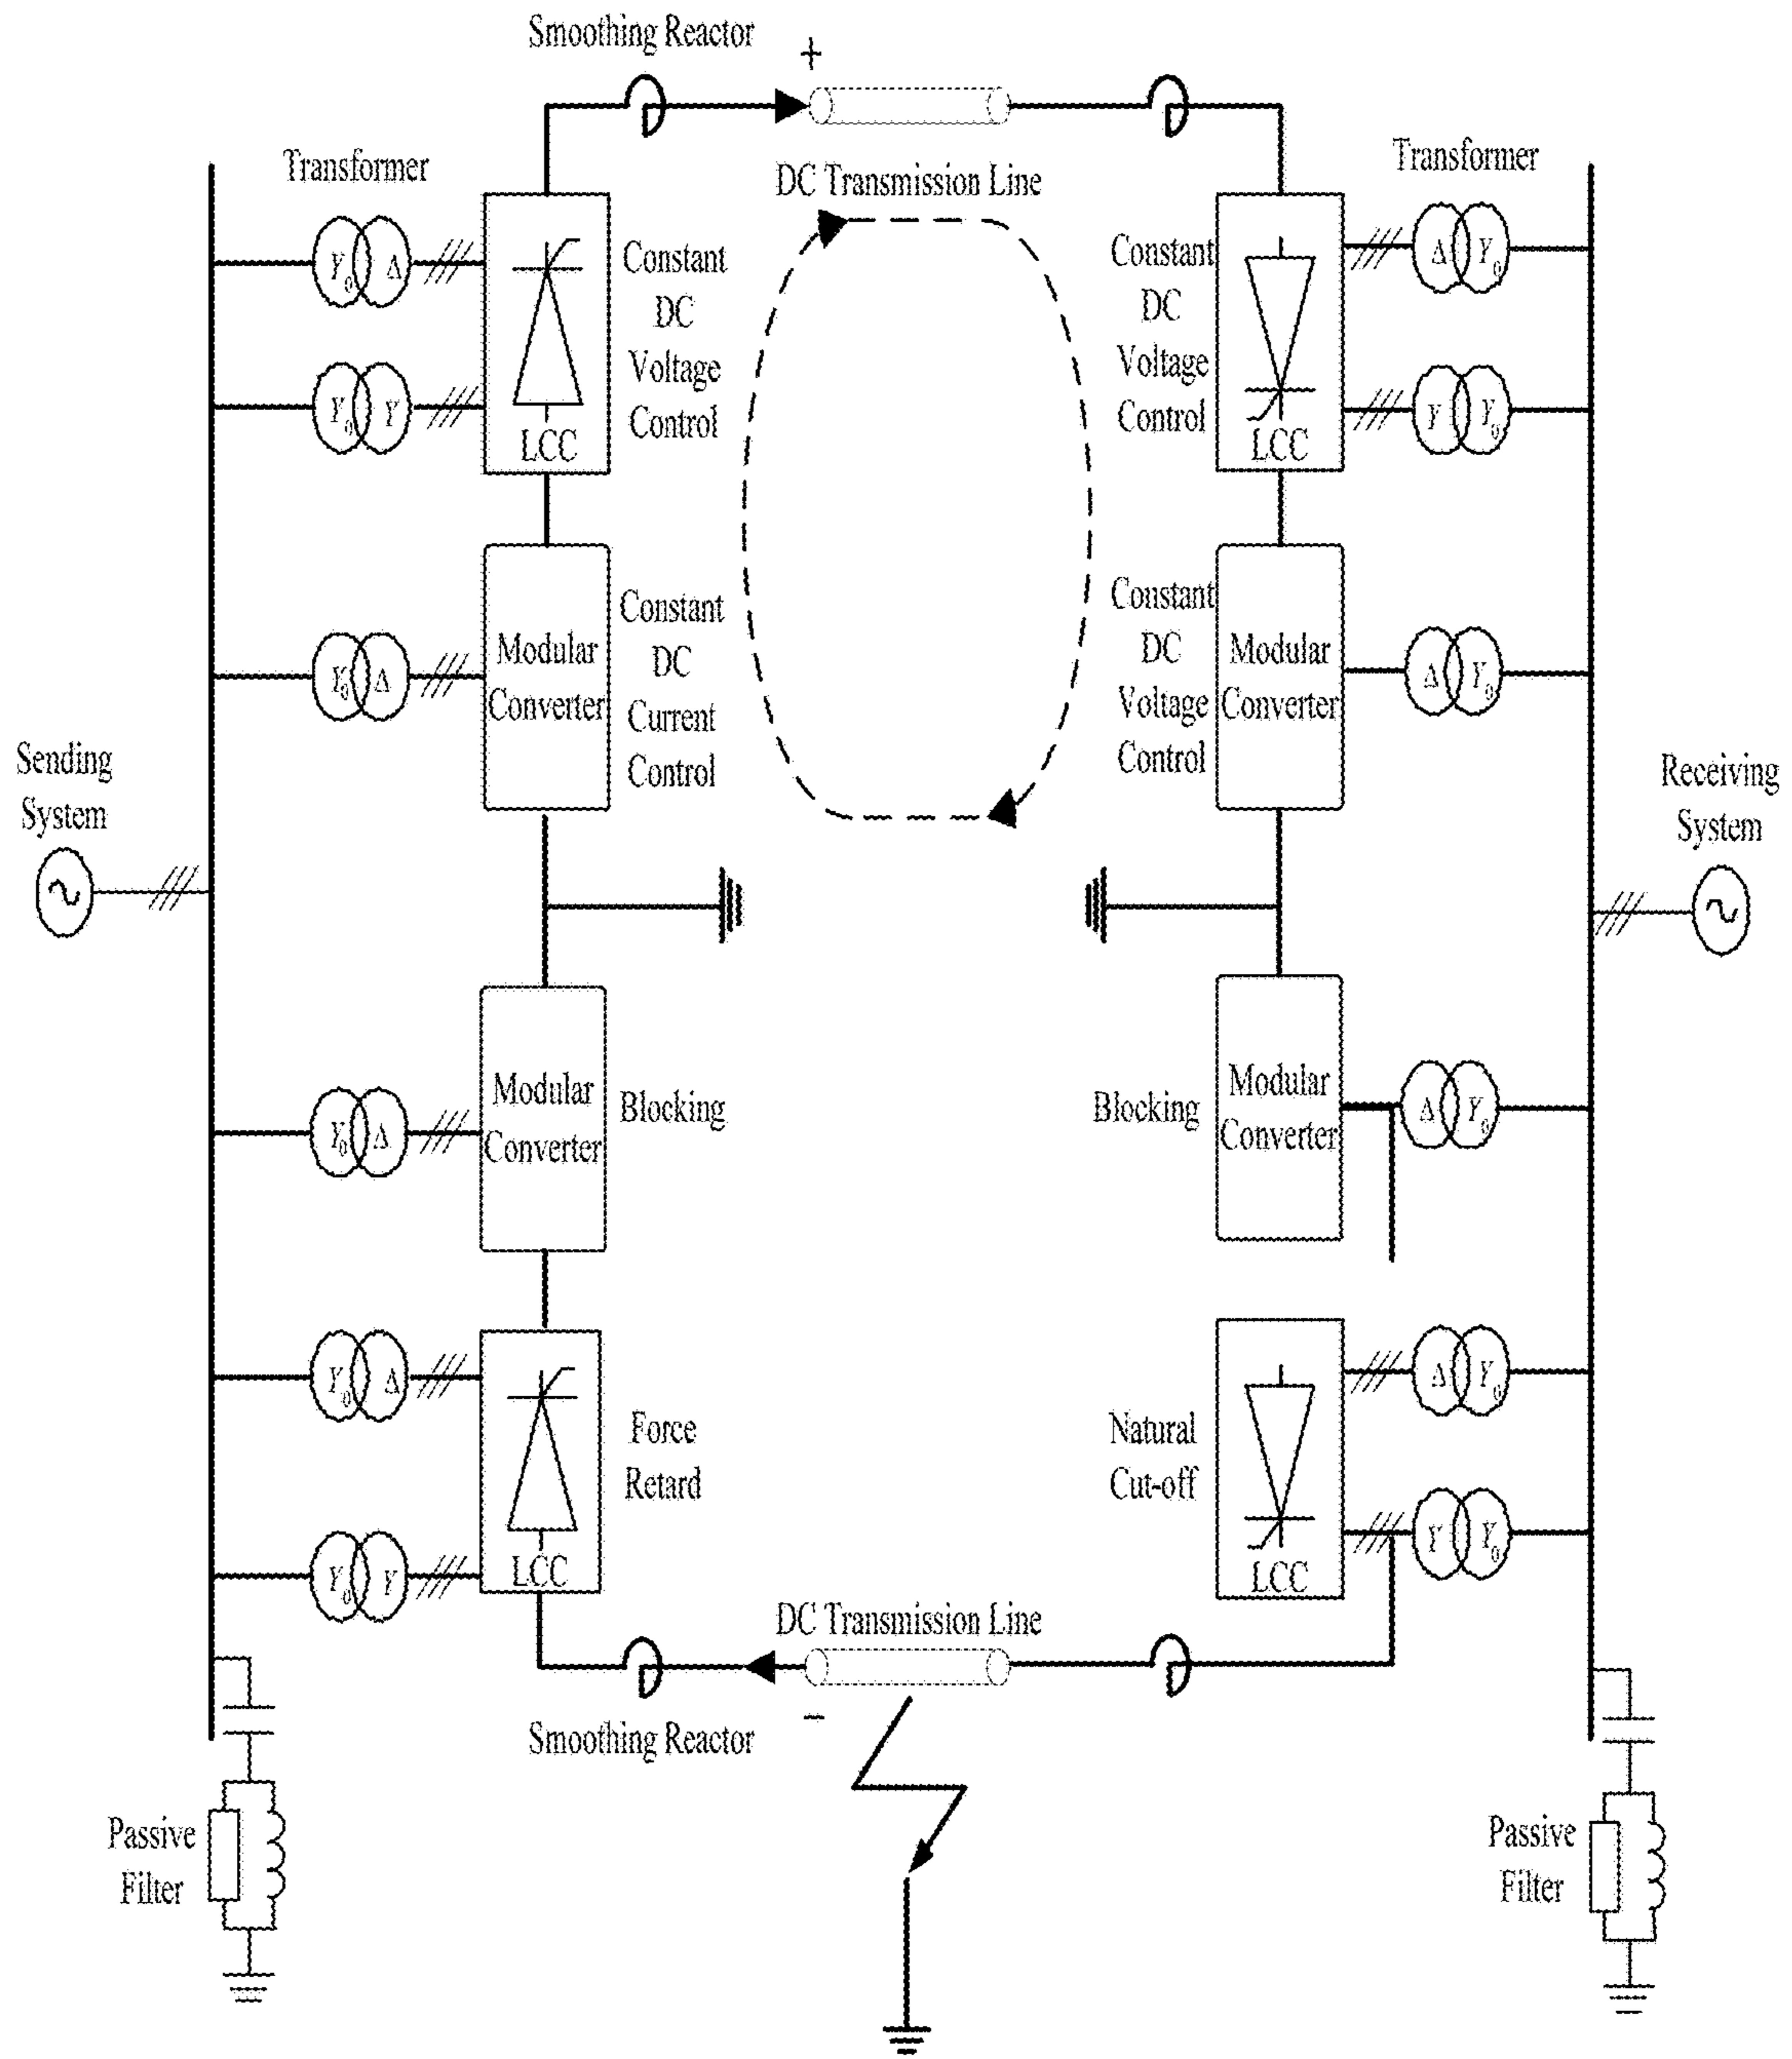 Smoothing Reactor
+
Transformer
DC Transmission Line
Transformer
Y0 Δ
Constant
DC
Voltage
Control
Constant
DC
Voltage
Control
Δ Y0
Y0 Y
LCC
LCC
Y Y0
Y0 Δ
Modular
Converter
Constant
DC
Current
Control
Constant
DC
Voltage
Control
Modular
Converter
Δ Y0
Sending
System
Receiving
System
Y0 Δ
Modular
Converter
Blocking
Blocking
Modular
Converter
Δ Y0
Y0 Δ
Force
Retard
Natural
Cut-off
Δ Y0
Y0 Y
LCC
LCC
Y Y0
DC Transmission Line
−
Smoothing Reactor
Passive
Filter
Passive
Filter